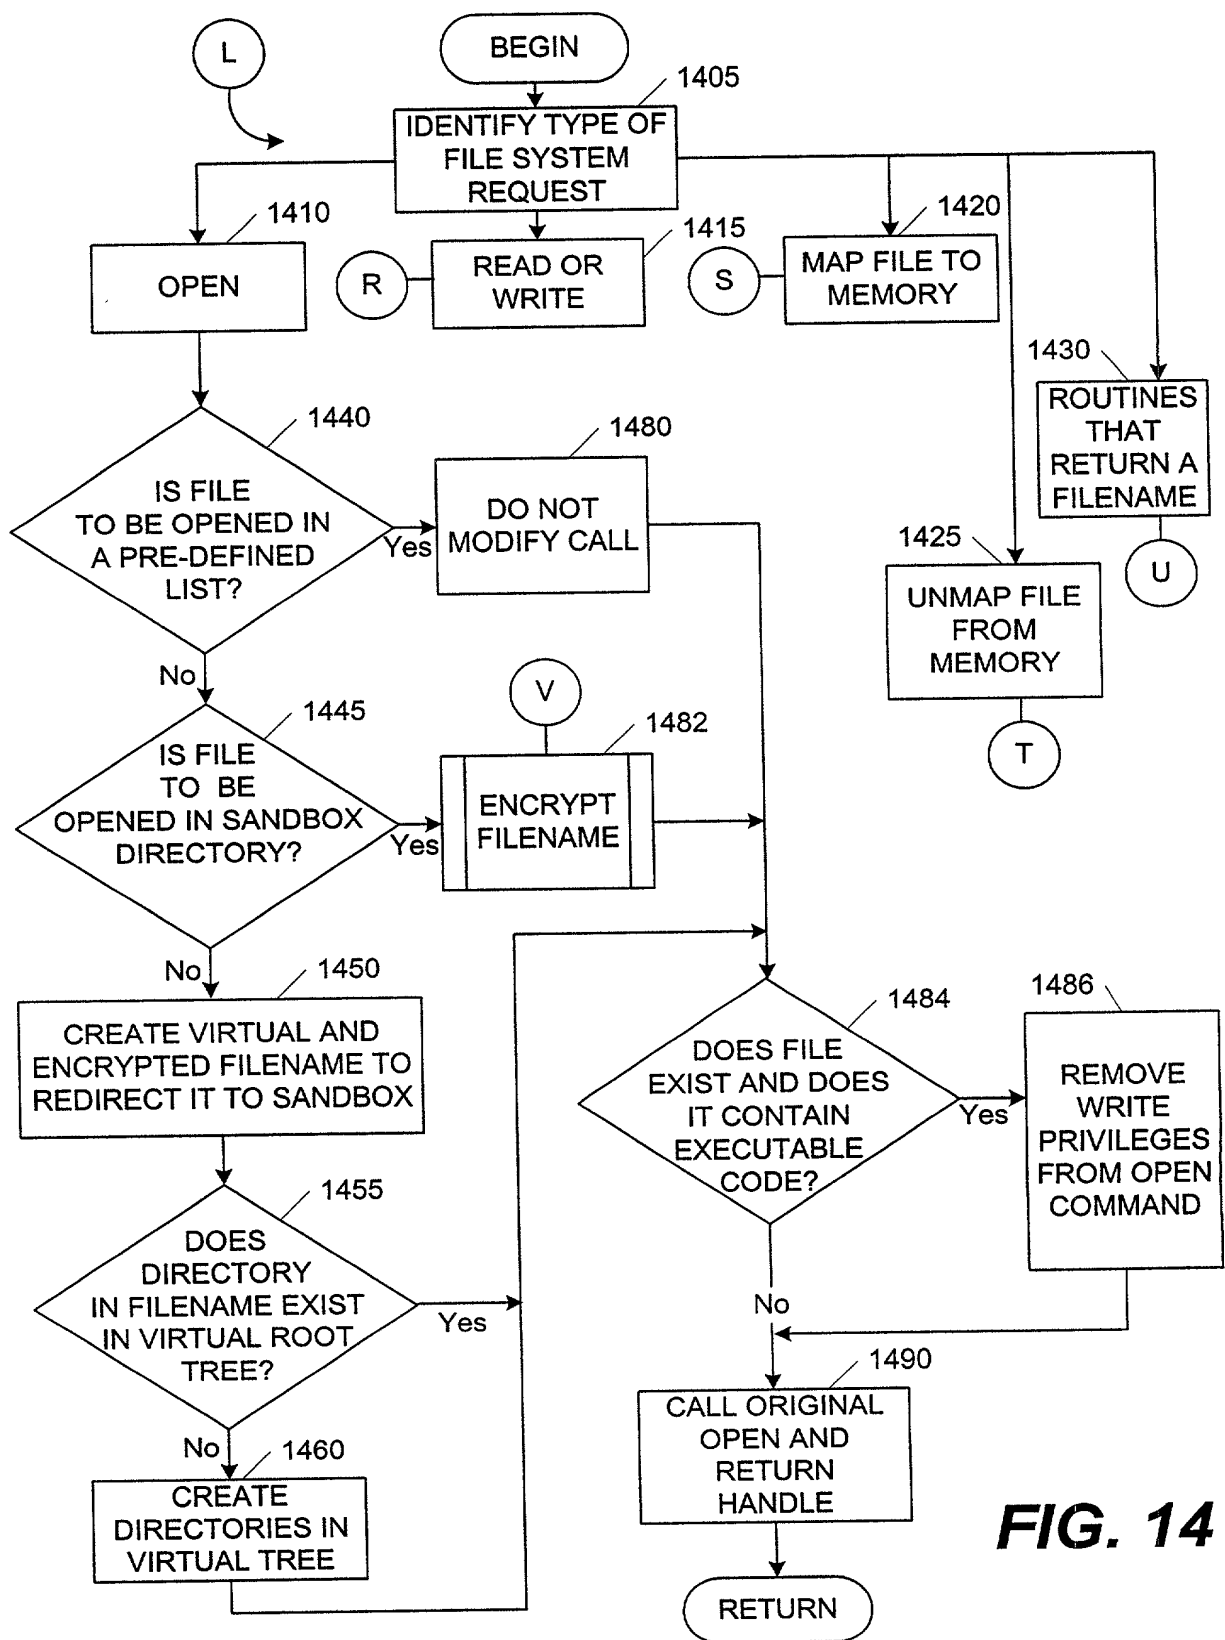 L
BEGIN
1405
IDENTIFY TYPE OF
FILE SYSTEM
REQUEST
1410
OPEN
1415
READ OR
WRITE
R
1420
MAP FILE TO
MEMORY
S
1430
ROUTINES
THAT
RETURN A
FILENAME
U
1425
UNMAP FILE
FROM
MEMORY
T
1440
IS FILE
TO BE OPENED IN
A PRE-DEFINED
LIST?
Yes
No
1480
DO NOT
MODIFY CALL
1445
IS FILE
TO BE
OPENED IN SANDBOX
DIRECTORY?
Yes
No
V
1482
ENCRYPT
FILENAME
1450
CREATE VIRTUAL AND
ENCRYPTED FILENAME TO
REDIRECT IT TO SANDBOX
1455
DOES
DIRECTORY
IN FILENAME EXIST
IN VIRTUAL ROOT
TREE?
Yes
No
1460
CREATE
DIRECTORIES IN
VIRTUAL TREE
1484
DOES FILE
EXIST AND DOES
IT CONTAIN
EXECUTABLE
CODE?
Yes
No
1486
REMOVE
WRITE
PRIVILEGES
FROM OPEN
COMMAND
1490
CALL ORIGINAL
OPEN AND
RETURN
HANDLE
RETURN
FIG. 14